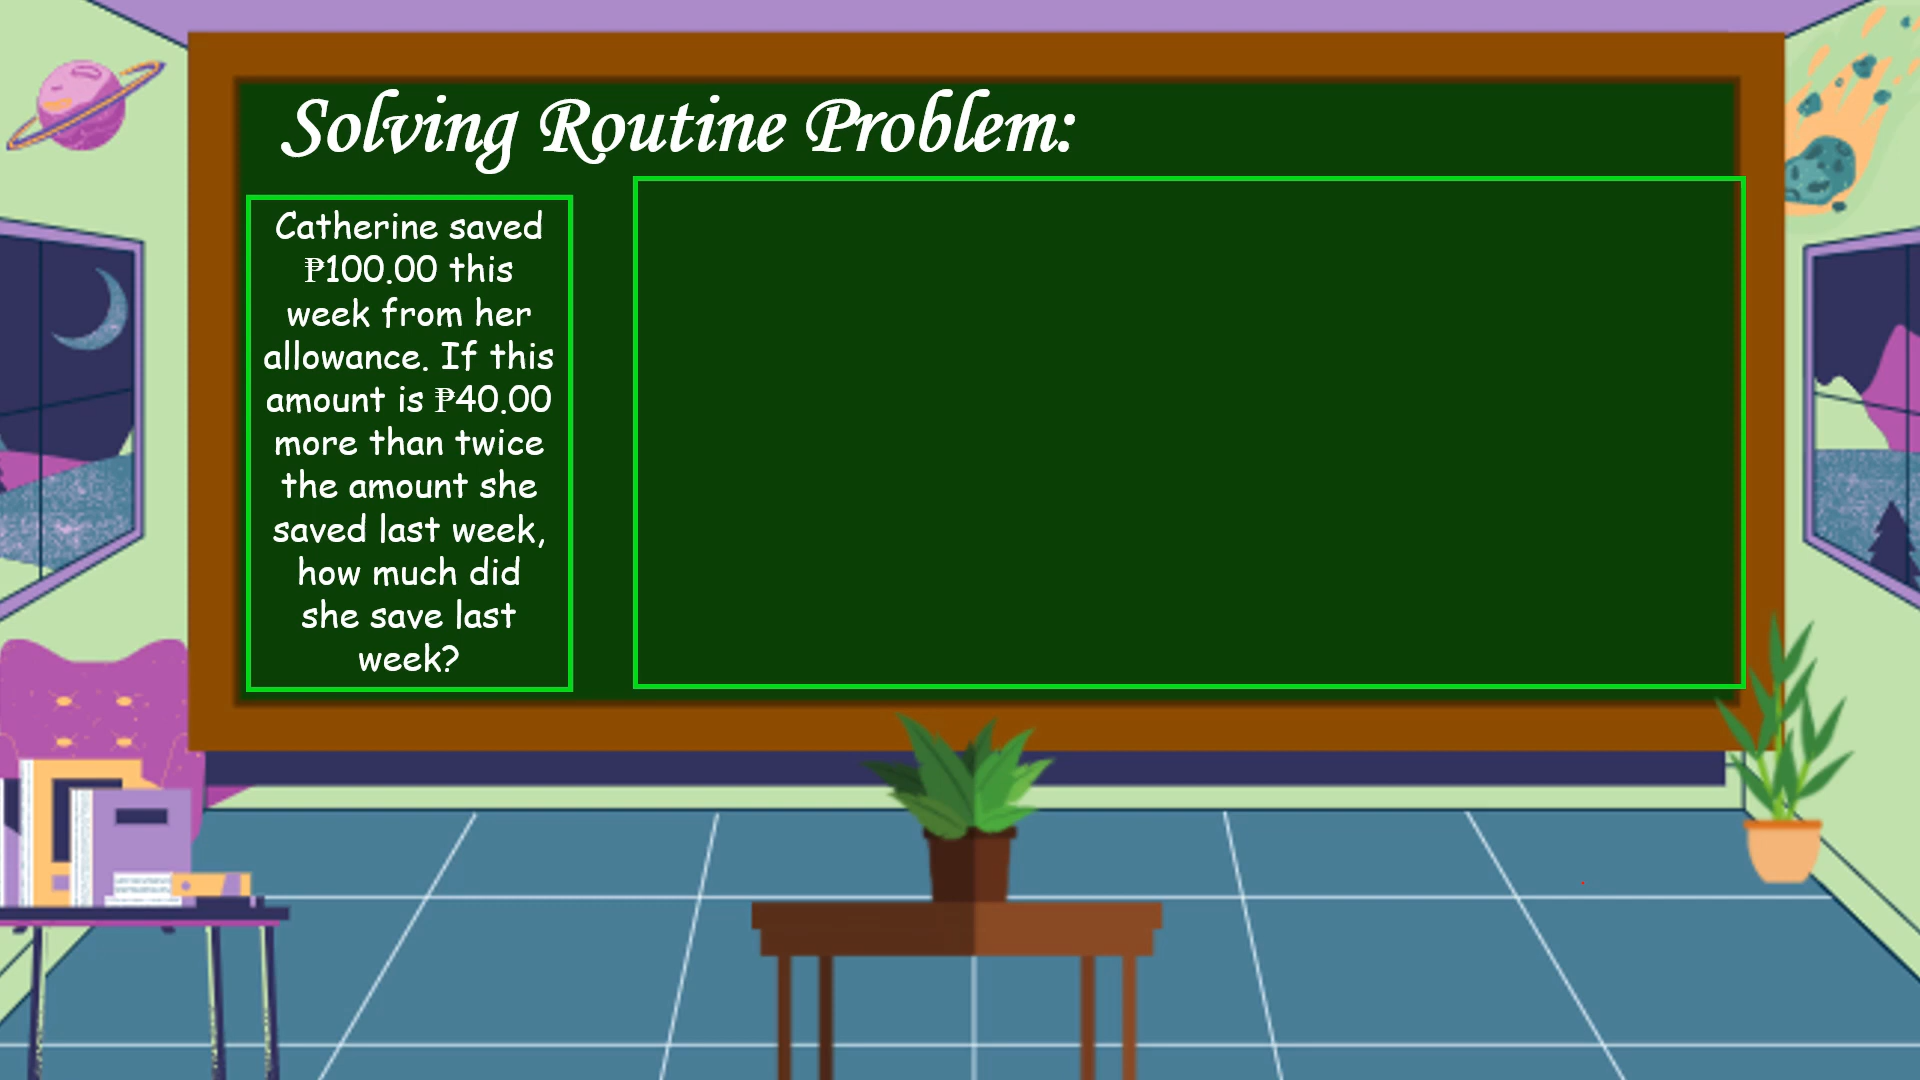 Solving Routine Problem:
Catherine saved
₱100.00 this
week from her
allowance. If this
amount is ₱40.00
more than twice
the amount she
saved last week,
how much did
she save last
week?